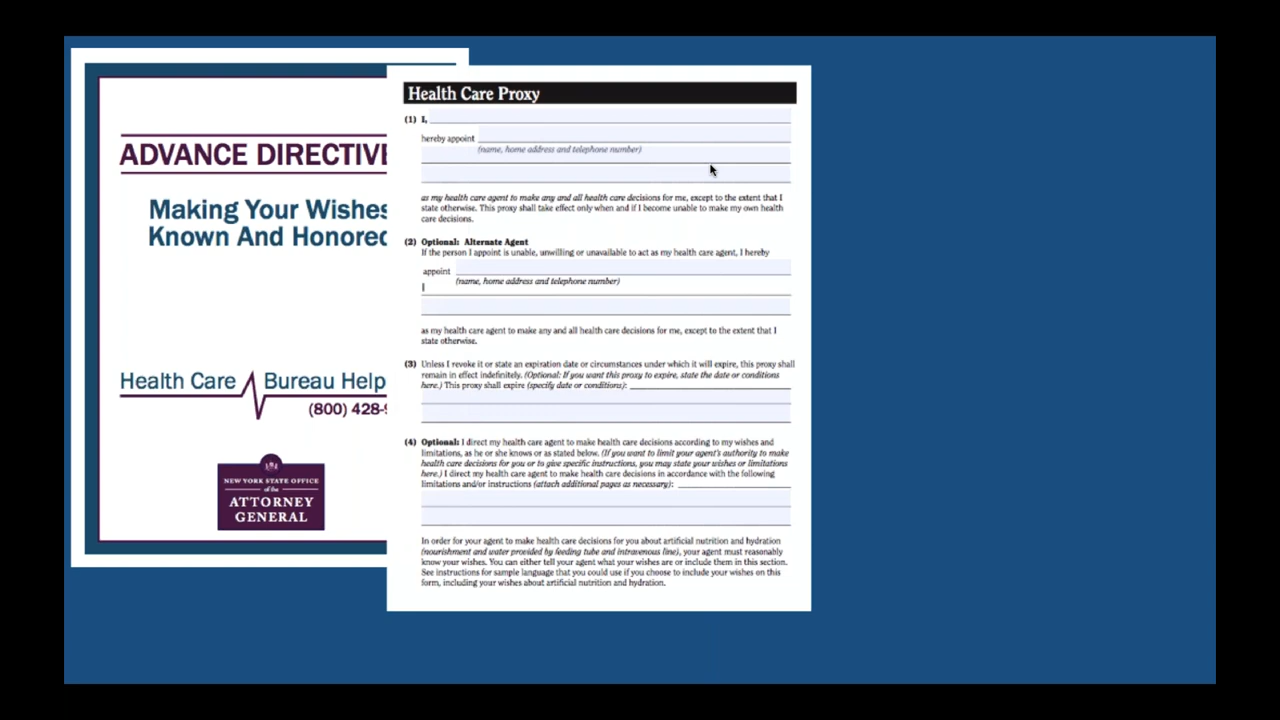 ADVANCE DIRECTIVE
Making Your Wishes
Known And Honored
Health Care Bureau Help
(800) 428-
NEW YORK STATE OFFICE
of the
ATTORNEY
GENERAL
Health Care Proxy
(1) I,
hereby appoint
(name, home address and telephone number)
as my health care agent to make any and all health care decisions for me, except to the extent that I
state otherwise. This proxy shall take effect only when and if I become unable to make my own health
care decisions.
(2) Optional: Alternate Agent
If the person I appoint is unable, unwilling or unavailable to act as my health care agent, I hereby
appoint
(name, home address and telephone number)
as my health care agent to make any and all health care decisions for me, except to the extent that I
state otherwise.
(3) Unless I revoke it or state an expiration date or circumstances under which it will expire, this proxy shall
remain in effect indefinitely. (Optional: If you want this proxy to expire, state the date or conditions
here.) This proxy shall expire (specify date or conditions):
(4) Optional: I direct my health care agent to make health care decisions according to my wishes and
limitations, as he or she knows or as stated below. (If you want to limit your agent's authority to make
health care decisions for you or to give specific instructions, you may state your wishes or limitations
here.) I direct my health care agent to make health care decisions in accordance with the following
limitations and/or instructions (attach additional pages as necessary):
In order for your agent to make health care decisions for you about artificial nutrition and hydration
(nourishment and water provided by feeding tube and intravenous line), your agent must reasonably
know your wishes. You can either tell your agent what your wishes are or include them in this section.
See instructions for sample language that you could use if you choose to include your wishes on this
form, including your wishes about artificial nutrition and hydration.